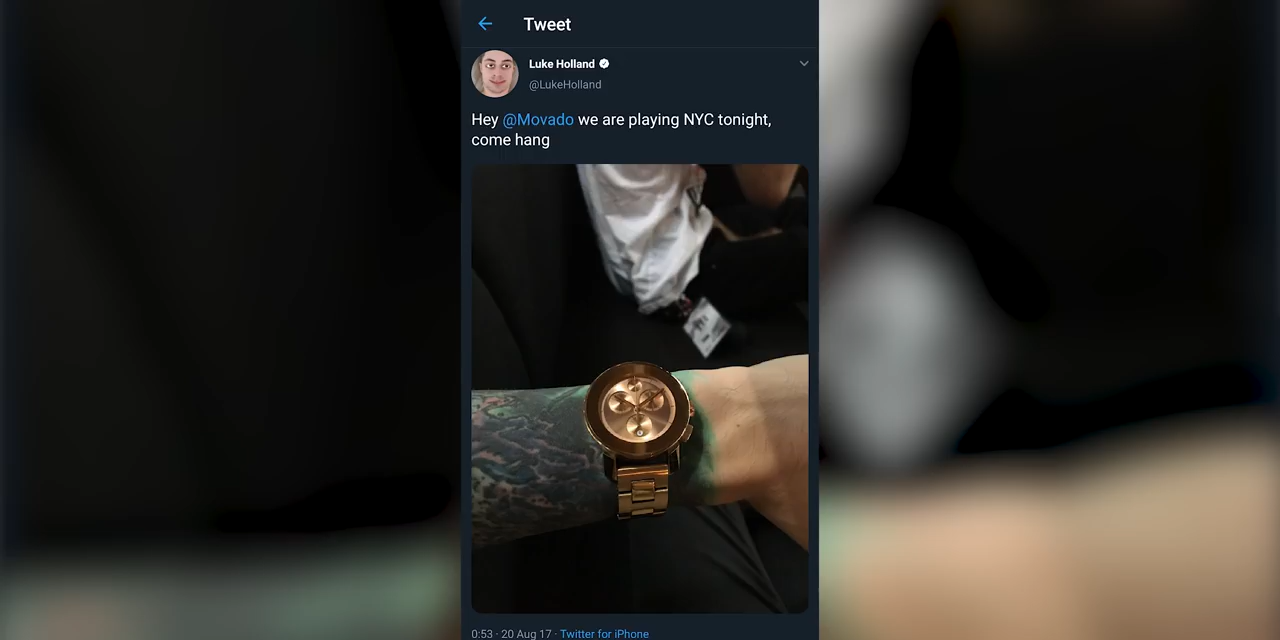 Tweet
Luke Holland
@LukeHolland
Hey @Movado we are playing NYC tonight,
come hang
0:53 · 20 Aug 17 · Twitter for iPhone